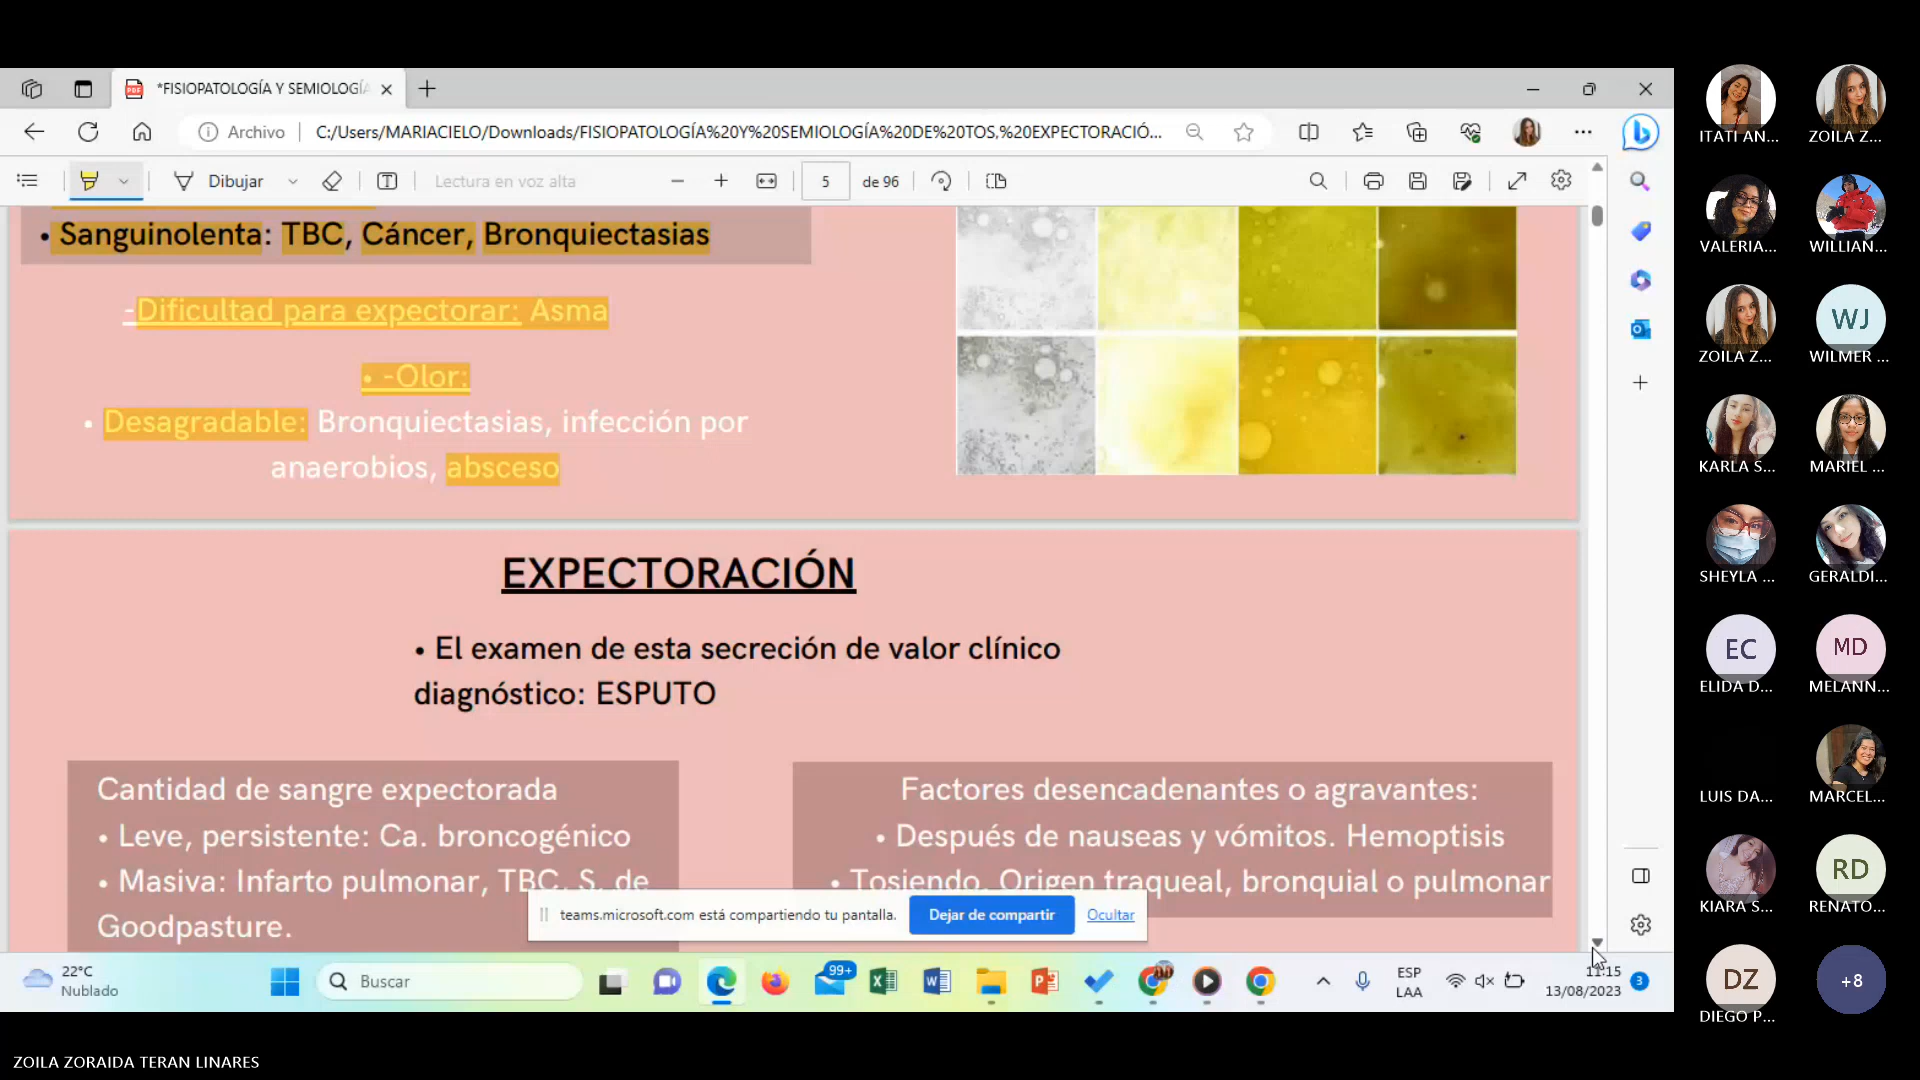 *FISIOPATOLOGÍA Y SEMIOLOGÍA
Archivo
C:/Users/MARIACIELO/Downloads/FISIOPATOLOGÍA%20Y%20SEMIOLOGÍA%20DE%20TOS,%20EXPECTORACIÓ...
Dibujar
Lectura en voz alta
5
de 96
• Sanguinolenta: TBC, Cáncer, Bronquiectasias
-Dificultad para expectorar: Asma
• -Olor:
• Desagradable: Bronquiectasias, infección por
anaerobios, absceso
EXPECTORACIÓN
• El examen de esta secreción de valor clínico
diagnóstico: ESPUTO
Cantidad de sangre expectorada
• Leve, persistente: Ca. broncogénico
• Masiva: Infarto pulmonar, TBC, S. de
Goodpasture.
Factores desencadenantes o agravantes:
• Después de nauseas y vómitos. Hemoptisis
• Tosiendo. Origen traqueal, bronquial o pulmonar
teams.microsoft.com está compartiendo tu pantalla.
Dejar de compartir
Ocultar
22°C
Nublado
Buscar
99+
ESP
LAA
11:15
13/08/2023
3
ITATI AN...
ZOILA Z...
VALERIA...
WILLIAN...
ZOILA Z...
WJ
WILMER ...
KARLA S...
MARIEL ...
SHEYLA ...
GERALDI...
EC
ELIDA D...
MD
MELANN...
LUIS DA...
MARCEL...
KIARA S...
RD
RENATO...
DZ
DIEGO P...
+8
ZOILA ZORAIDA TERAN LINARES